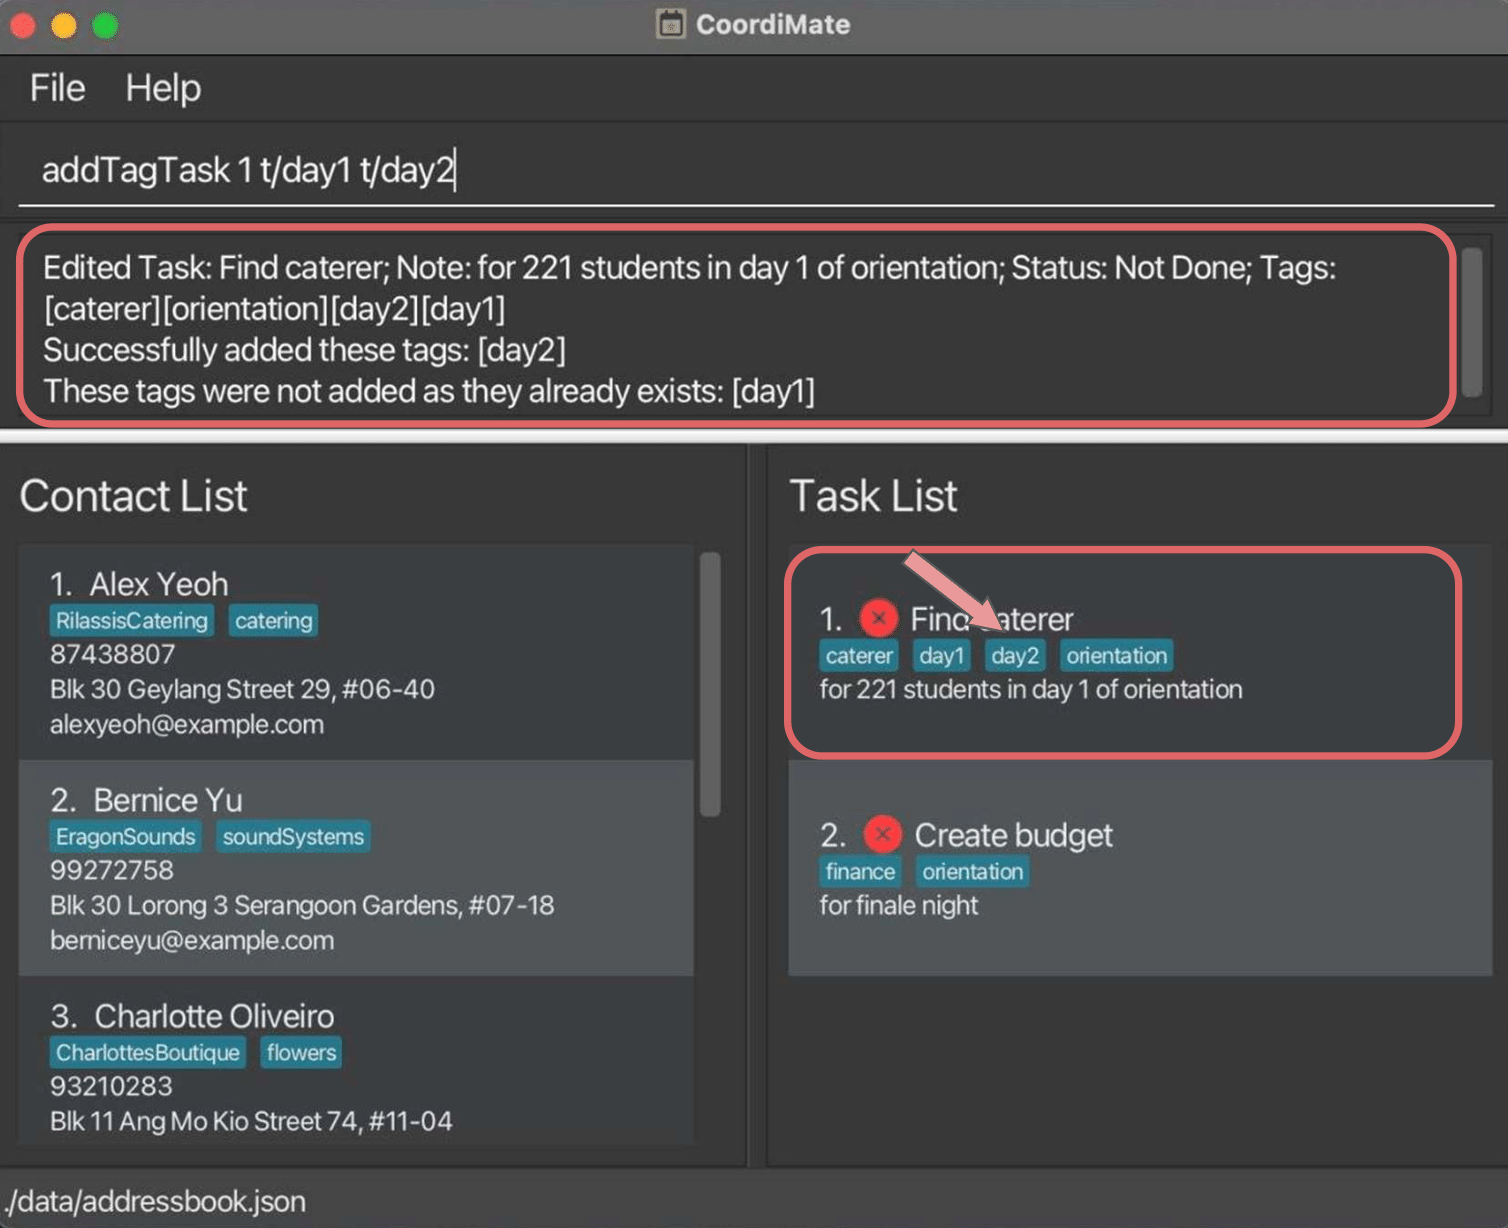 CoordiMate
File Help
addTagTask 1 t/day1 t/day2
Edited Task: Find caterer; Note: for 221 students in day 1 of orientation; Status: Not Done; Tags:
[caterer][orientation][day2][day1]
Successfully added these tags: [day2]
These tags were not added as they already exists: [day1]
Contact List
1. Alex Yeoh
RilassisCatering catering
87438807
Blk 30 Geylang Street 29, #06-40
alexyeoh@example.com
2. Bernice Yu
EragonSounds soundSystems
99272758
Blk 30 Lorong 3 Serangoon Gardens, #07-18
berniceyu@example.com
3. Charlotte Oliveiro
CharlottesBoutique flowers
93210283
Blk 11 Ang Mo Kio Street 74, #11-04
Task List
1. Find caterer
caterer day1 day2 orientation
for 221 students in day 1 of orientation
2. Create budget
finance orientation
for finale night
./data/addressbook.json